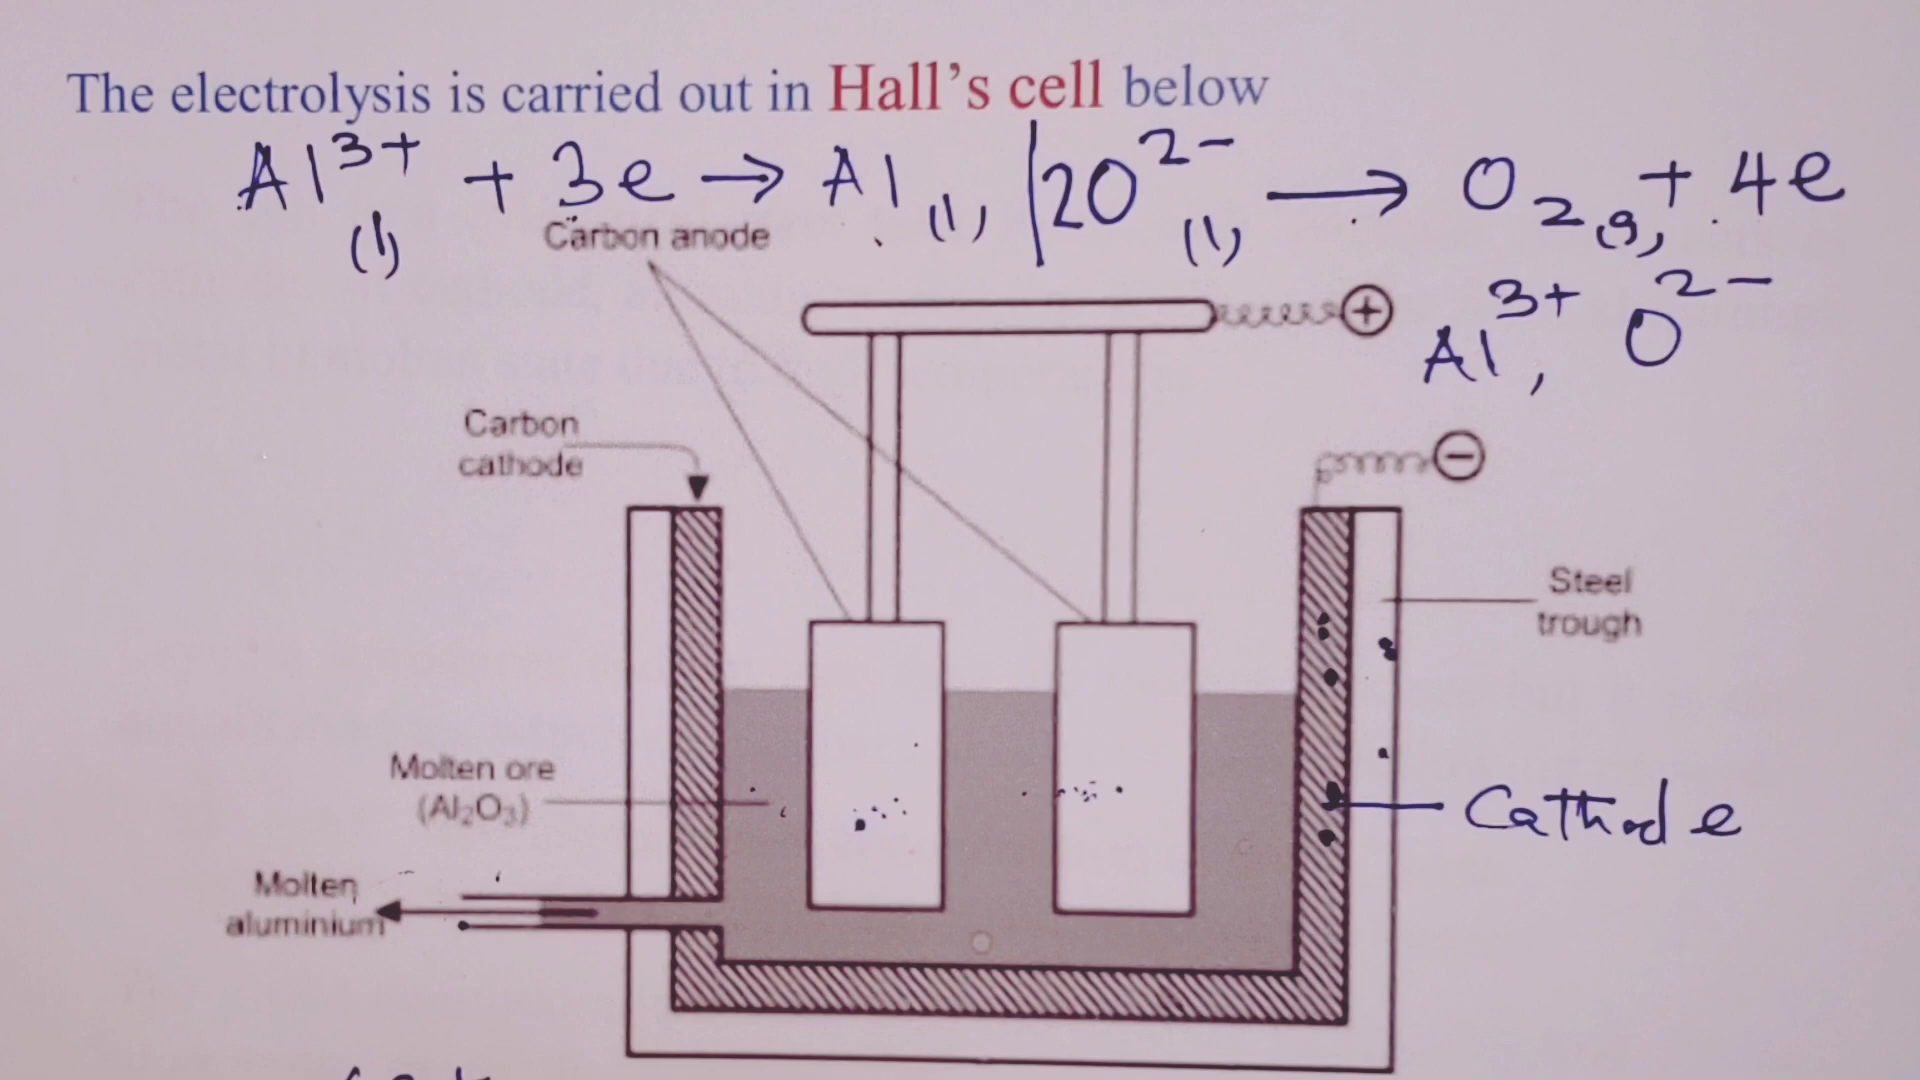 The electrolysis is carried out in Hall's cell below
Al³⁺(l) + 3e → Al(l), | 2O²⁻(l) → O₂(g) + 4e
Carbon anode
+
Al³⁺, O²⁻
Carbon
cathode
−
Steel
trough
Molten ore
(Al₂O₃)
Cathode
Molten
aluminium